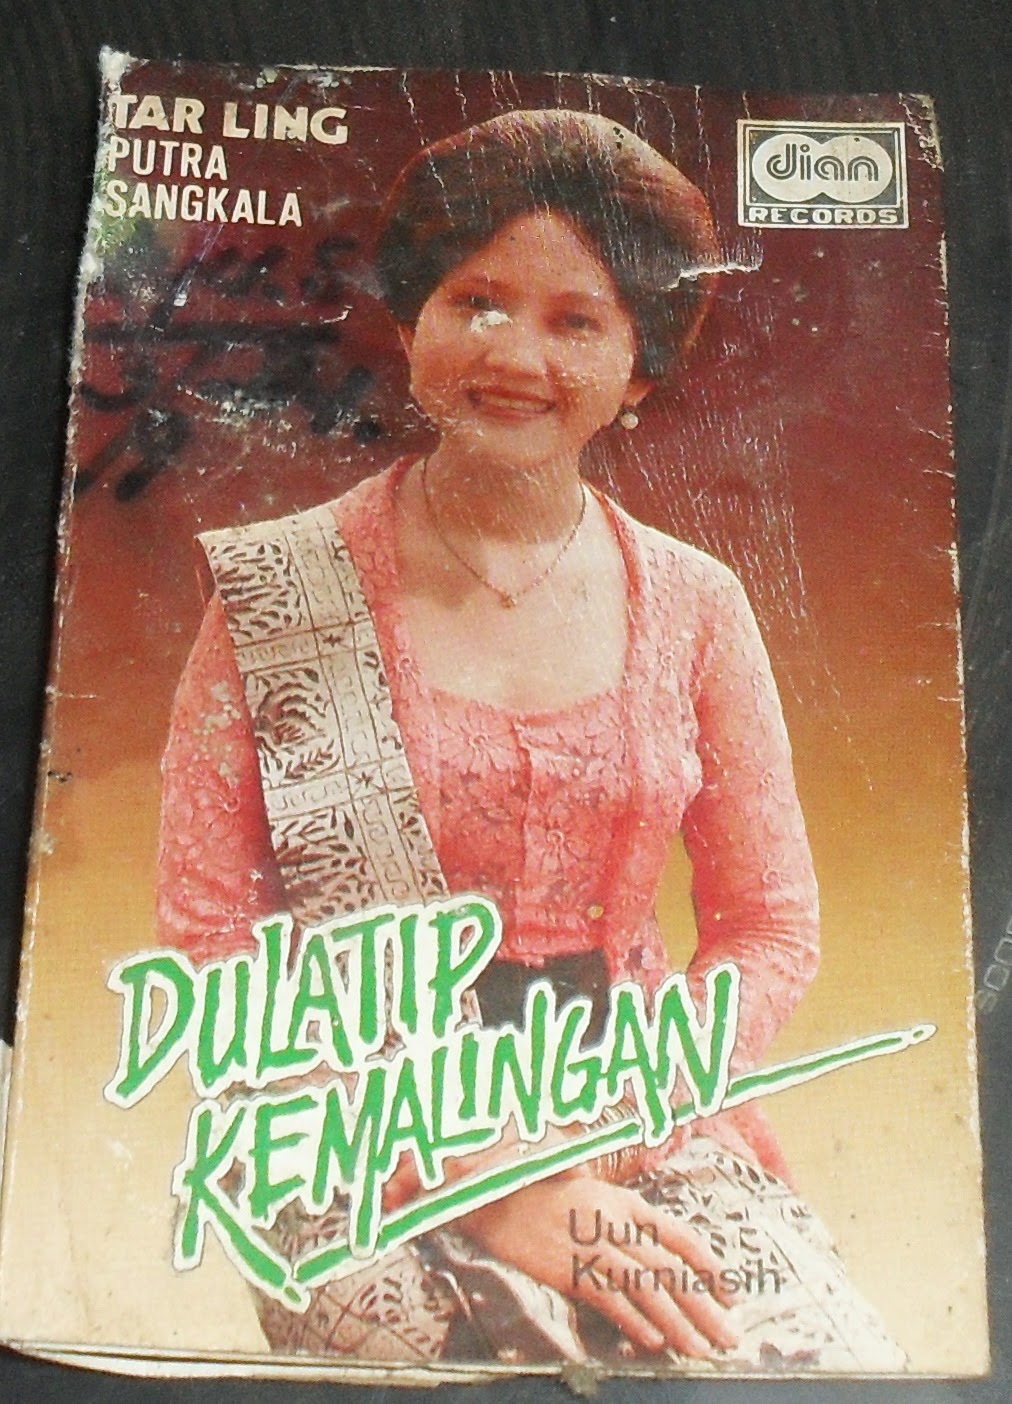 TAR LING
PUTRA
SANGKALA
dian
RECORDS
DULATIP
KEMALINGAN
Uun
Kurniasih